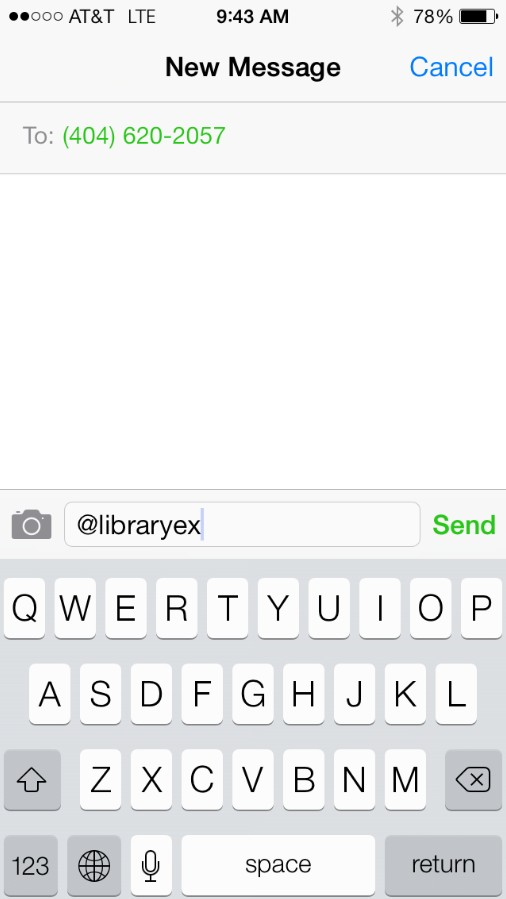 AT&T LTE 9:43 AM 78%
New Message Cancel
To: (404) 620-2057
@libraryex Send
Q W E R T Y U I O P
A S D F G H J K L
Z X C V B N M
123 space return